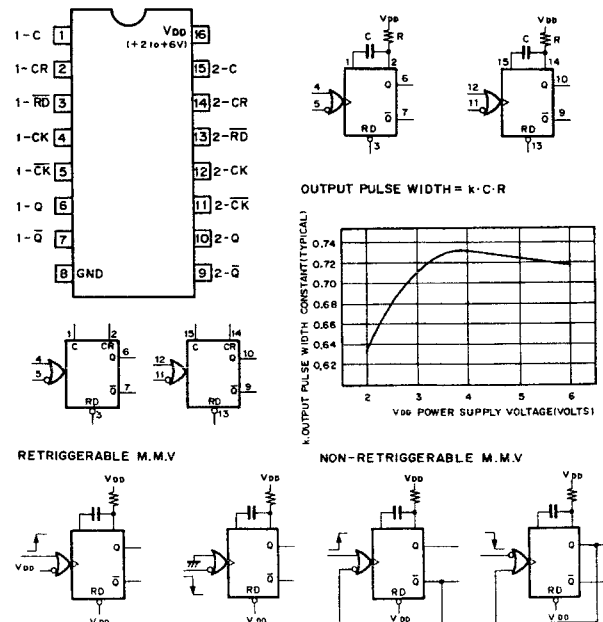 1-C 1
1-CR 2
1-R̅D̅ 3
1-CK 4
1-C̅K̅ 5
1-Q 6
1-Q̅ 7
8 GND
VDD 16
(+2 to +6V)
15 2-C
14 2-CR
13 2-R̅D̅
12 2-CK
11 2-C̅K̅
10 2-Q
9 2-Q̅
VDD
C R
1 2
4
5
Q 6
Q̅ 7
RD
3
VDD
C R
15 14
12
11
Q 10
Q̅ 9
RD
13
OUTPUT PULSE WIDTH = k·C·R
k.OUTPUT PULSE WIDTH CONSTANT(TYPICAL)
0,74
0,72
0,70
0,68
0,66
0,64
0,62
2 3 4 5 6
VDD POWER SUPPLY VOLTAGE(VOLTS)
1 2
C CR
4
5
Q 6
Q̅ 7
RD
3
15 14
C CR
12
11
Q 10
Q̅ 9
RD
13
RETRIGGERABLE M.M.V
VDD
VDD
Q
Q̅
RD
VDD
VDD
Q
Q̅
RD
VDD
NON-RETRIGGERABLE M.M.V
VDD
Q
Q̅
RD
VDD
VDD
Q
Q̅
RD
VDD